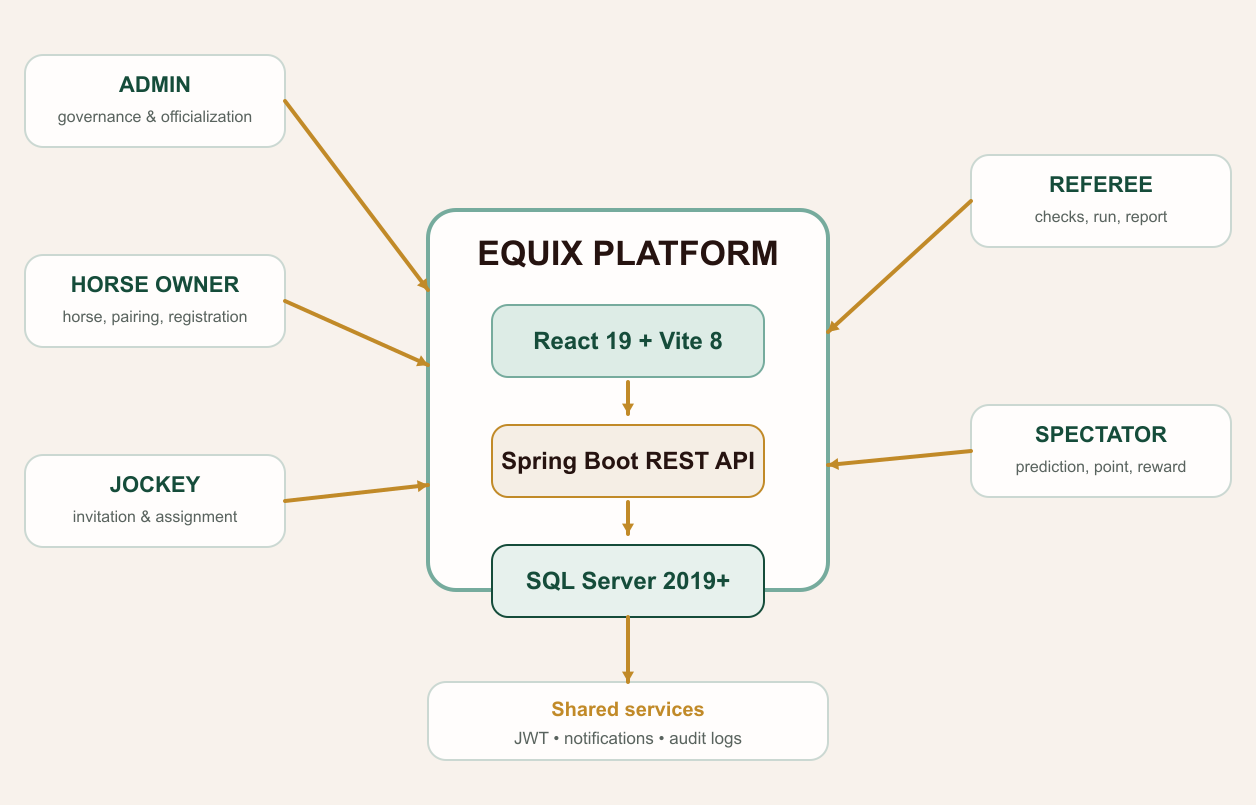 ADMIN
governance & officialization
HORSE OWNER
horse, pairing, registration
JOCKEY
invitation & assignment
EQUIX PLATFORM
React 19 + Vite 8
Spring Boot REST API
SQL Server 2019+
Shared services
JWT • notifications • audit logs
REFEREE
checks, run, report
SPECTATOR
prediction, point, reward